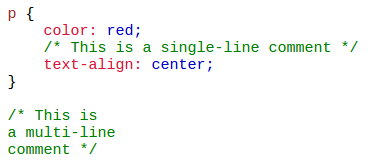 p {
    color: red;
    /* This is a single-line comment */
    text-align: center;
}

/* This is
a multi-line
comment */